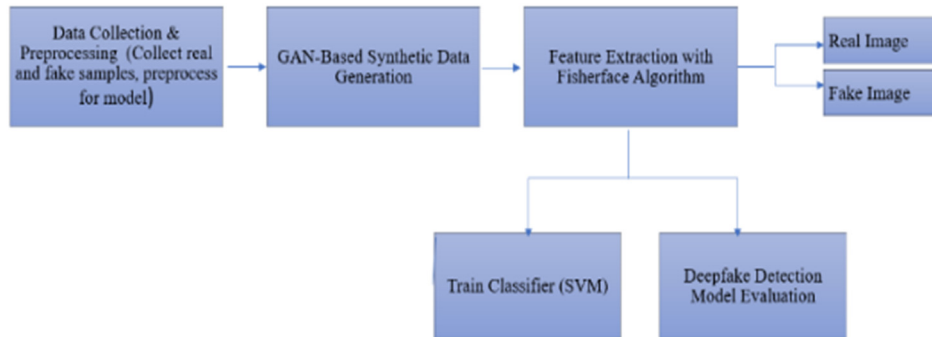 Data Collection &
Preprocessing (Collect real
and fake samples, preprocess
for model)
GAN-Based Synthetic Data
Generation
Feature Extraction with
Fisherface Algorithm
Real Image
Fake Image
Train Classifier (SVM)
Deepfake Detection
Model Evaluation